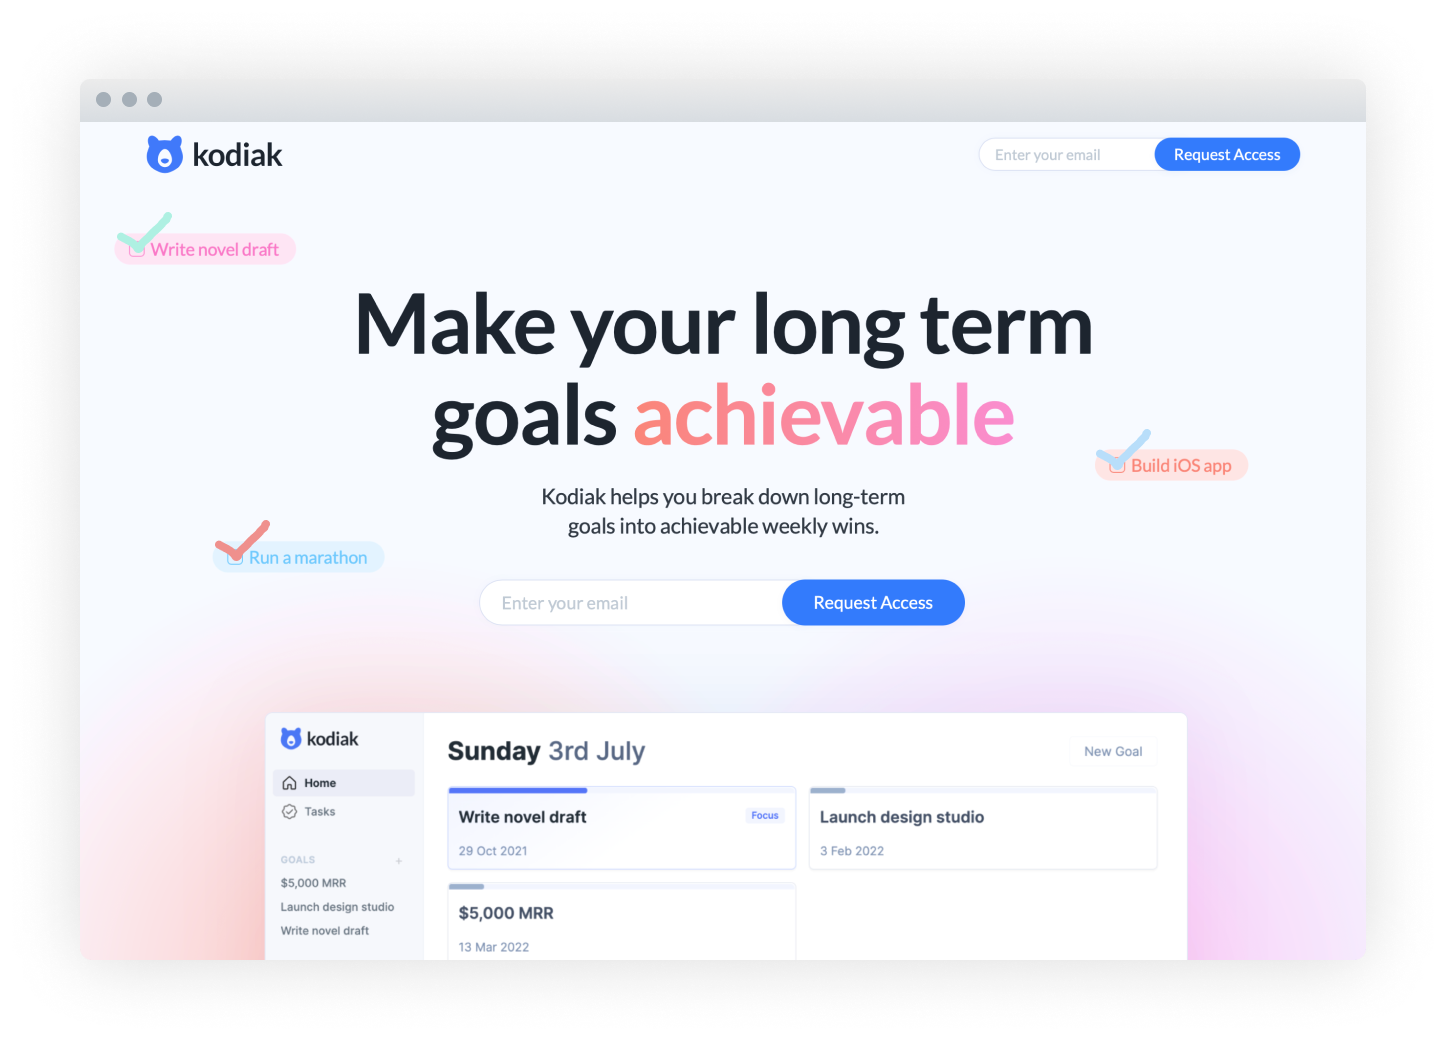 kodiak
Enter your email
Request Access
Write novel draft
Make your long term
goals achievable
Build iOS app
Kodiak helps you break down long-term
goals into achievable weekly wins.
Run a marathon
Enter your email
Request Access
kodiak
Home
Tasks
GOALS
+
$5,000 MRR
Launch design studio
Write novel draft
Sunday 3rd July
New Goal
Write novel draft
Focus
29 Oct 2021
Launch design studio
3 Feb 2022
$5,000 MRR
13 Mar 2022